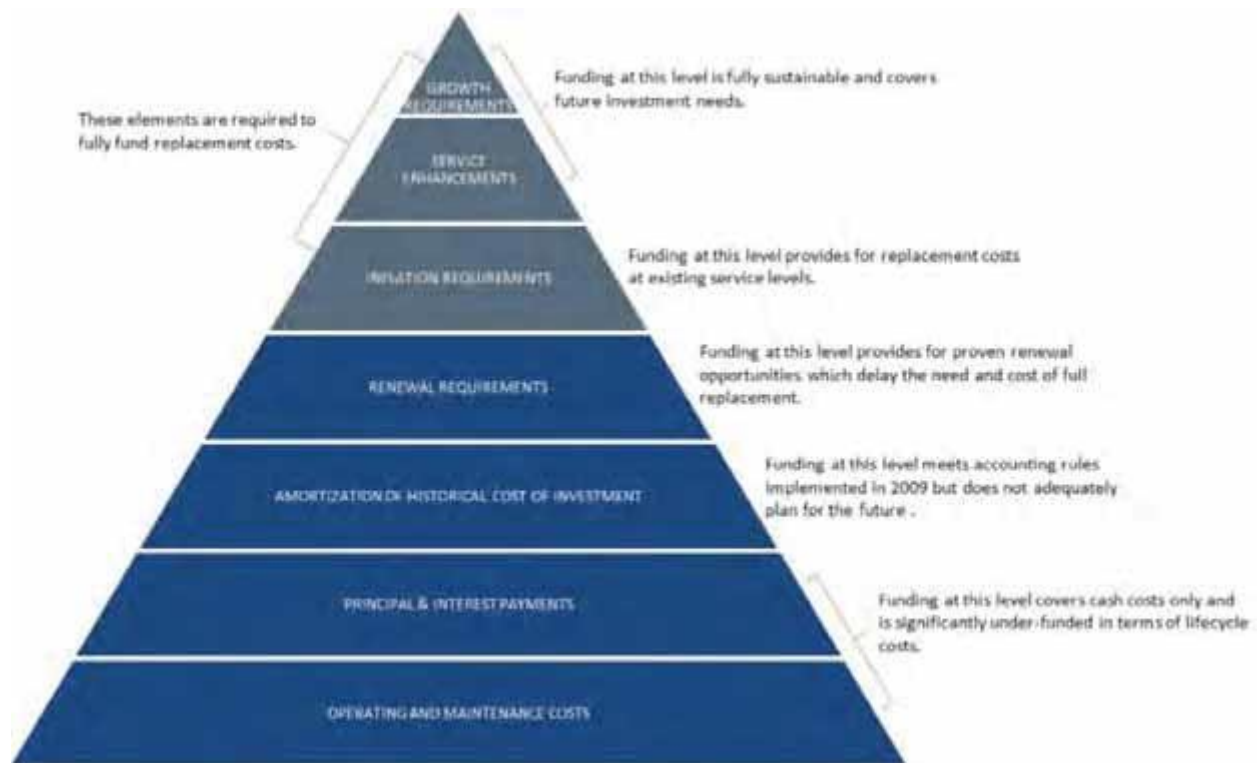 GROWTH
REQUIREMENTS
Funding at this level is fully sustainable and covers
future investment needs.
These elements are required to
fully fund replacement costs.
SERVICE
ENHANCEMENTS
INFLATION REQUIREMENTS
Funding at this level provides for replacement costs
at existing service levels.
RENEWAL REQUIREMENTS
Funding at this level provides for proven renewal
opportunities which delay the need and cost of full
replacement.
AMORTIZATION OF HISTORICAL COST OF INVESTMENT
Funding at this level meets accounting rules
implemented in 2009 but does not adequately
plan for the future .
PRINCIPAL & INTEREST PAYMENTS
Funding at this level covers cash costs only and
is significantly under-funded in terms of lifecycle
costs.
OPERATING AND MAINTENANCE COSTS